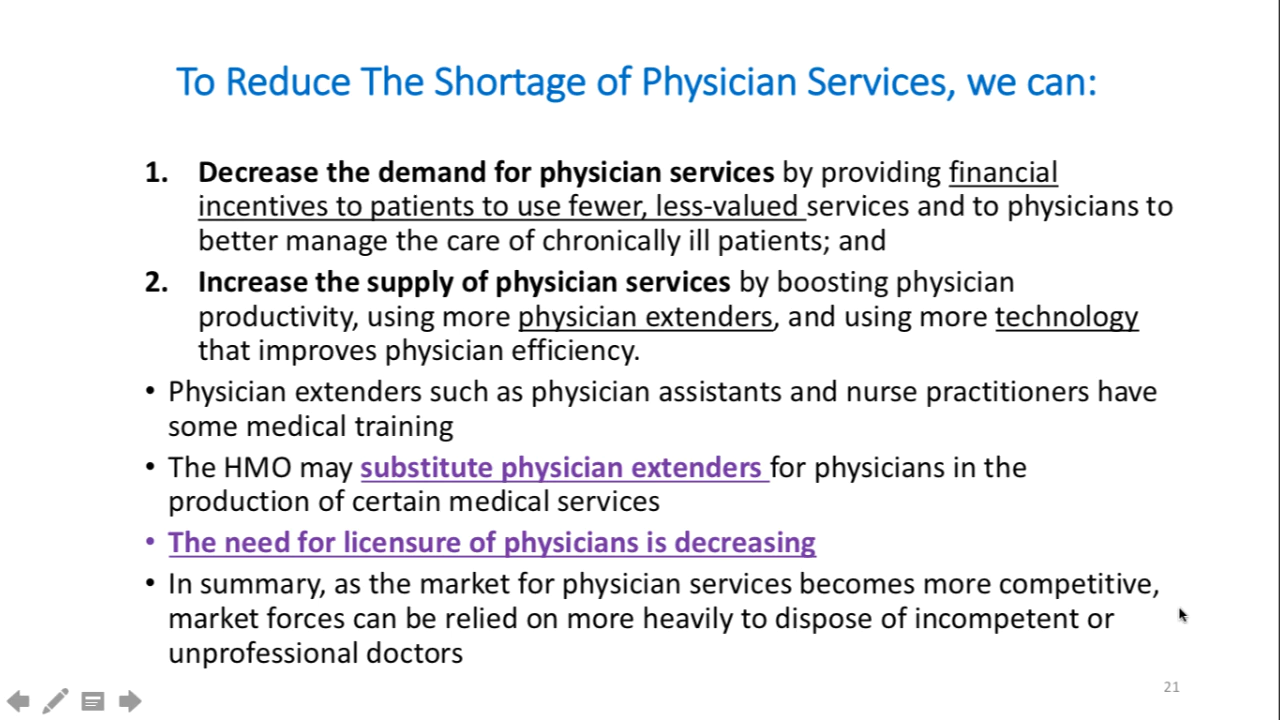 To Reduce The Shortage of Physician Services, we can:
1. Decrease the demand for physician services by providing financial
incentives to patients to use fewer, less-valued services and to physicians to
better manage the care of chronically ill patients; and
2. Increase the supply of physician services by boosting physician
productivity, using more physician extenders, and using more technology
that improves physician efficiency.
• Physician extenders such as physician assistants and nurse practitioners have
some medical training
• The HMO may substitute physician extenders for physicians in the
production of certain medical services
• The need for licensure of physicians is decreasing
• In summary, as the market for physician services becomes more competitive,
market forces can be relied on more heavily to dispose of incompetent or
unprofessional doctors
21